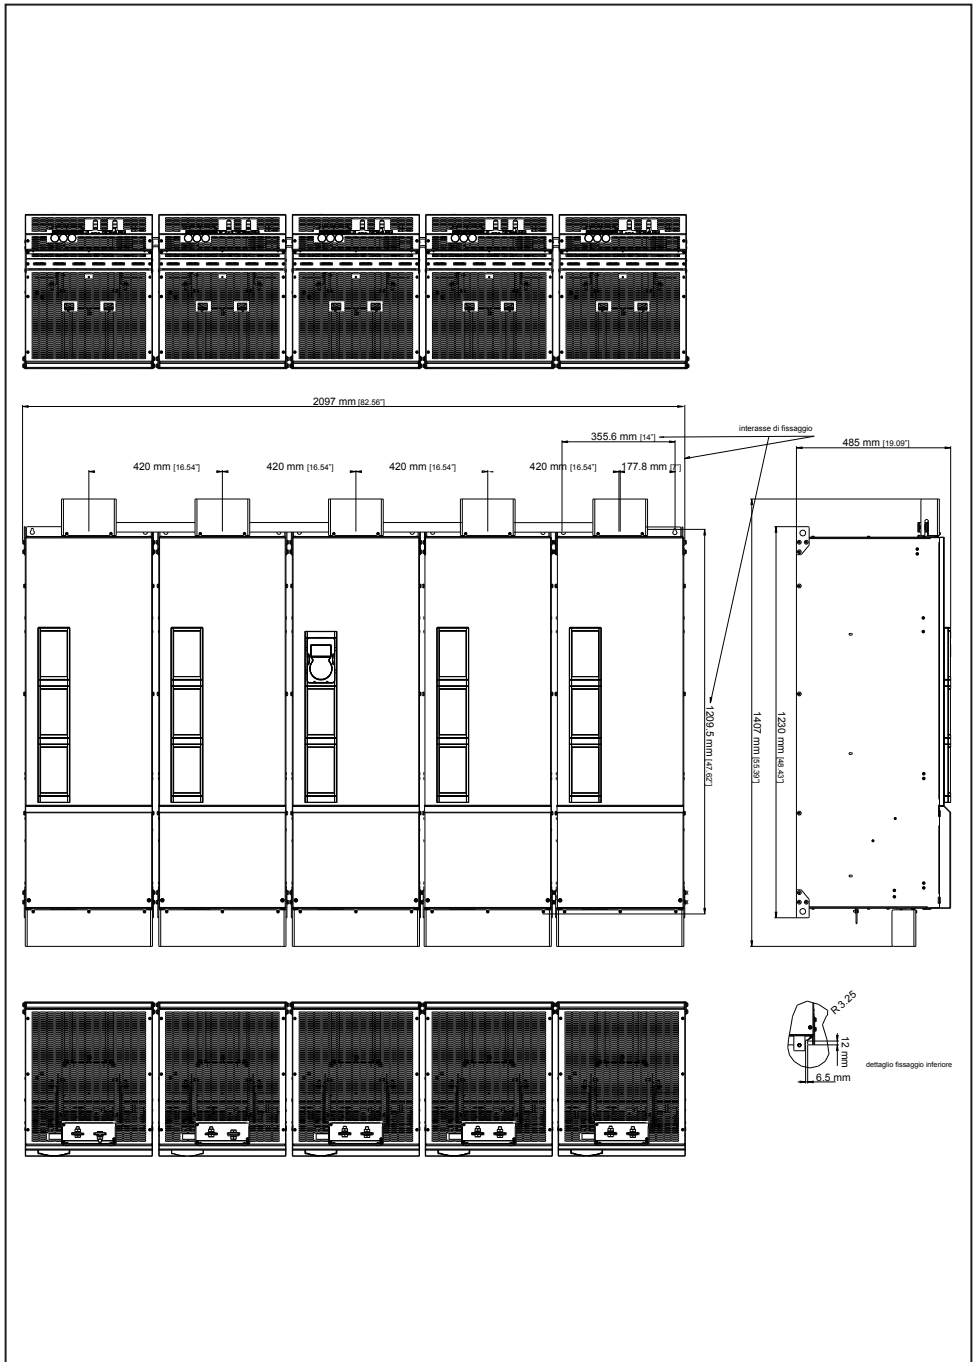 2097 mm [82.56"]
interasse di fissaggio
355.6 mm [14"]
485 mm [19.09"]
420 mm [16.54"]
420 mm [16.54"]
420 mm [16.54"]
420 mm [16.54"]
177.8 mm [7"]
1209.5 mm [47.62"]
1407 mm [55.39"]
1230 mm [48.43"]
R3.25
12 mm
dettaglio fissaggio inferiore
6.5 mm